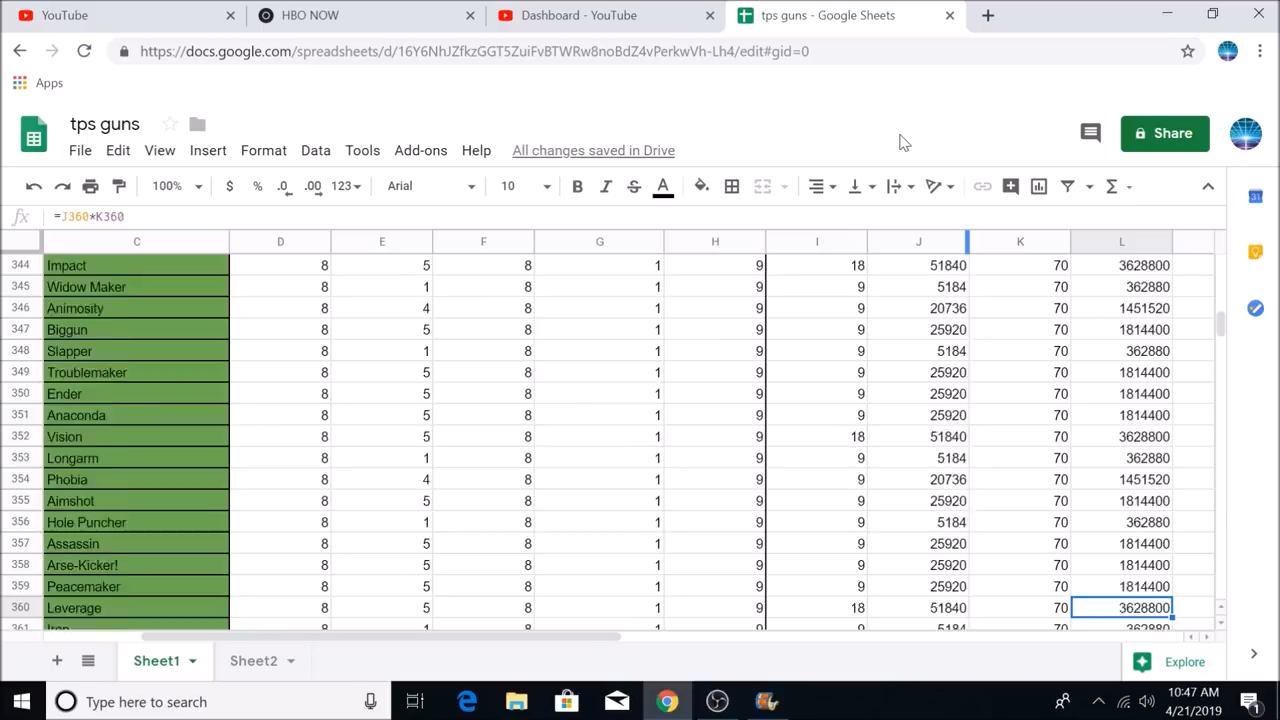 YouTube HBO NOW Dashboard - YouTube tps guns - Google Sheets
https://docs.google.com/spreadsheets/d/16Y6NhJZfkzGGT5ZuiFvBTWRw8noBdZ4vPerkwVh-Lh4/edit#gid=0
Apps
tps guns
Share
File Edit View Insert Format Data Tools Add-ons Help All changes saved in Drive
100% $ % .0 .00 123 Arial 10 B I S A Σ
31
fx =J360*K360
C D E F G H I J K L
344 Impact 8 5 8 1 9 18 51840 70 3628800
345 Widow Maker 8 1 8 1 9 9 5184 70 362880
346 Animosity 8 4 8 1 9 9 20736 70 1451520
347 Biggun 8 5 8 1 9 9 25920 70 1814400
348 Slapper 8 1 8 1 9 9 5184 70 362880
349 Troublemaker 8 5 8 1 9 9 25920 70 1814400
350 Ender 8 5 8 1 9 9 25920 70 1814400
351 Anaconda 8 5 8 1 9 9 25920 70 1814400
352 Vision 8 5 8 1 9 18 51840 70 3628800
353 Longarm 8 1 8 1 9 9 5184 70 362880
354 Phobia 8 4 8 1 9 9 20736 70 1451520
355 Aimshot 8 5 8 1 9 9 25920 70 1814400
356 Hole Puncher 8 1 8 1 9 9 5184 70 362880
357 Assassin 8 5 8 1 9 9 25920 70 1814400
358 Arse-Kicker! 8 5 8 1 9 9 25920 70 1814400
359 Peacemaker 8 5 8 1 9 9 25920 70 1814400
360 Leverage 8 5 8 1 9 18 51840 70 3628800
361 Iron 8 1 8 1 9 9 5184 70 362880
Sheet1 Sheet2 Explore
Type here to search
10:47 AM
4/21/2019
1